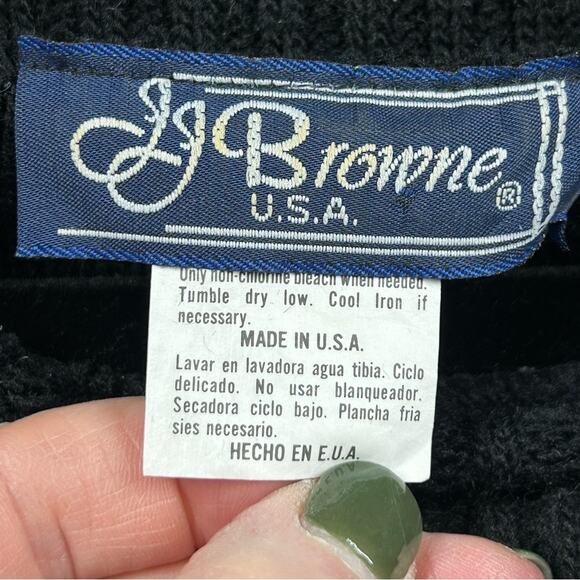 JJ Browne®
U.S.A.
Only non-chlorine bleach when needed.
Tumble dry low. Cool Iron if
necessary.
MADE IN U.S.A.
Lavar en lavadora agua tibia. Ciclo
delicado. No usar blanqueador.
Secadora ciclo bajo. Plancha fria
sies necesario.
HECHO EN E.U.A.